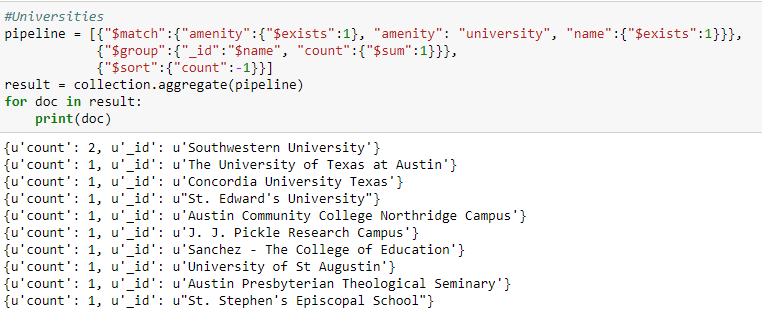 #Universities
pipeline = [{"$match":{"amenity":{"$exists":1}, "amenity": "university", "name":{"$exists":1}}},
            {"$group":{"_id":"$name", "count":{"$sum":1}}},
            {"$sort":{"count":-1}}]
result = collection.aggregate(pipeline)
for doc in result:
    print(doc)
{u'count': 2, u'_id': u'Southwestern University'}
{u'count': 1, u'_id': u'The University of Texas at Austin'}
{u'count': 1, u'_id': u'Concordia University Texas'}
{u'count': 1, u'_id': u"St. Edward's University"}
{u'count': 1, u'_id': u'Austin Community College Northridge Campus'}
{u'count': 1, u'_id': u'J. J. Pickle Research Campus'}
{u'count': 1, u'_id': u'Sanchez - The College of Education'}
{u'count': 1, u'_id': u'University of St Augustin'}
{u'count': 1, u'_id': u'Austin Presbyterian Theological Seminary'}
{u'count': 1, u'_id': u"St. Stephen's Episcopal School"}